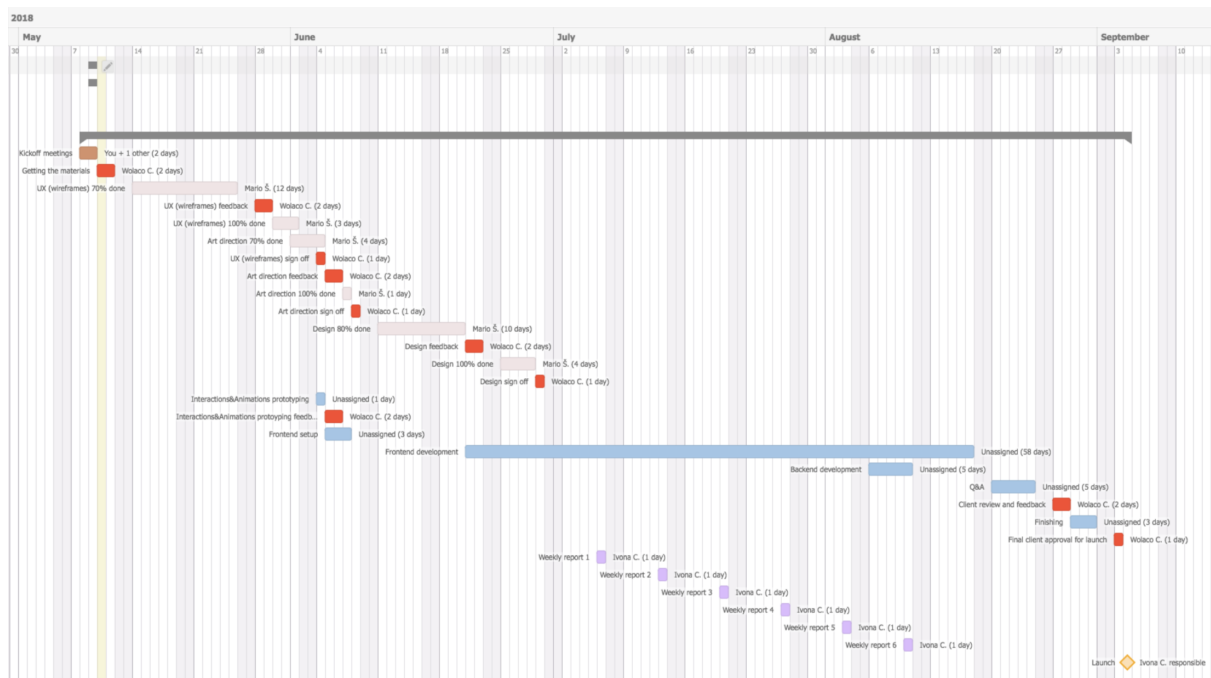 2018
May June July August September
30 7 14 21 28 4 11 18 25 2 9 16 23 30 6 13 20 27 3 10
Kickoff meetings You + 1 other (2 days)
Getting the materials Wolaco C. (2 days)
UX (wireframes) 70% done Mario Š. (12 days)
UX (wireframes) feedback Wolaco C. (2 days)
UX (wireframes) 100% done Mario Š. (3 days)
Art direction 70% done Mario Š. (4 days)
UX (wireframes) sign off Wolaco C. (1 day)
Art direction feedback Wolaco C. (2 days)
Art direction 100% done Mario Š. (1 day)
Art direction sign off Wolaco C. (1 day)
Design 80% done Mario Š. (10 days)
Design feedback Wolaco C. (2 days)
Design 100% done Mario Š. (4 days)
Design sign off Wolaco C. (1 day)
Interactions&Animations prototyping Unassigned (1 day)
Interactions&Animations protoyping feedb... Wolaco C. (2 days)
Frontend setup Unassigned (3 days)
Frontend development Unassigned (58 days)
Backend development Unassigned (5 days)
Q&A Unassigned (5 days)
Client review and feedback Wolaco C. (2 days)
Finishing Unassigned (3 days)
Final client approval for launch Wolaco C. (1 day)
Weekly report 1 Ivona C. (1 day)
Weekly report 2 Ivona C. (1 day)
Weekly report 3 Ivona C. (1 day)
Weekly report 4 Ivona C. (1 day)
Weekly report 5 Ivona C. (1 day)
Weekly report 6 Ivona C. (1 day)
Launch Ivona C. responsible